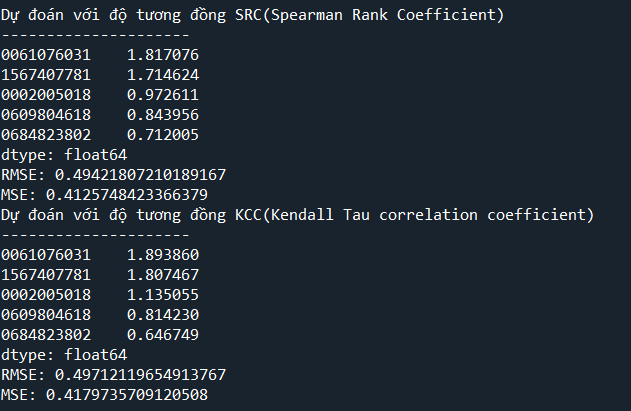 Dự đoán với độ tương đồng SRC(Spearman Rank Coefficient)
---------------------
0061076031    1.817076
1567407781    1.714624
0002005018    0.972611
0609804618    0.843956
0684823802    0.712005
dtype: float64
RMSE: 0.49421807210189167
MSE: 0.4125748423366379
Dự đoán với độ tương đồng KCC(Kendall Tau correlation coefficient)
---------------------
0061076031    1.893860
1567407781    1.807467
0002005018    1.135055
0609804618    0.814230
0684823802    0.646749
dtype: float64
RMSE: 0.49712119654913767
MSE: 0.4179735709120508